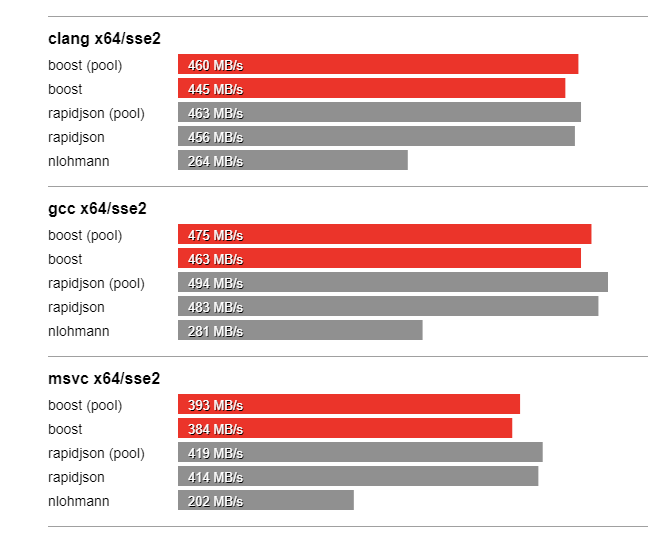 clang x64/sse2
boost (pool) 460 MB/s
boost 445 MB/s
rapidjson (pool) 463 MB/s
rapidjson 456 MB/s
nlohmann 264 MB/s
gcc x64/sse2
boost (pool) 475 MB/s
boost 463 MB/s
rapidjson (pool) 494 MB/s
rapidjson 483 MB/s
nlohmann 281 MB/s
msvc x64/sse2
boost (pool) 393 MB/s
boost 384 MB/s
rapidjson (pool) 419 MB/s
rapidjson 414 MB/s
nlohmann 202 MB/s